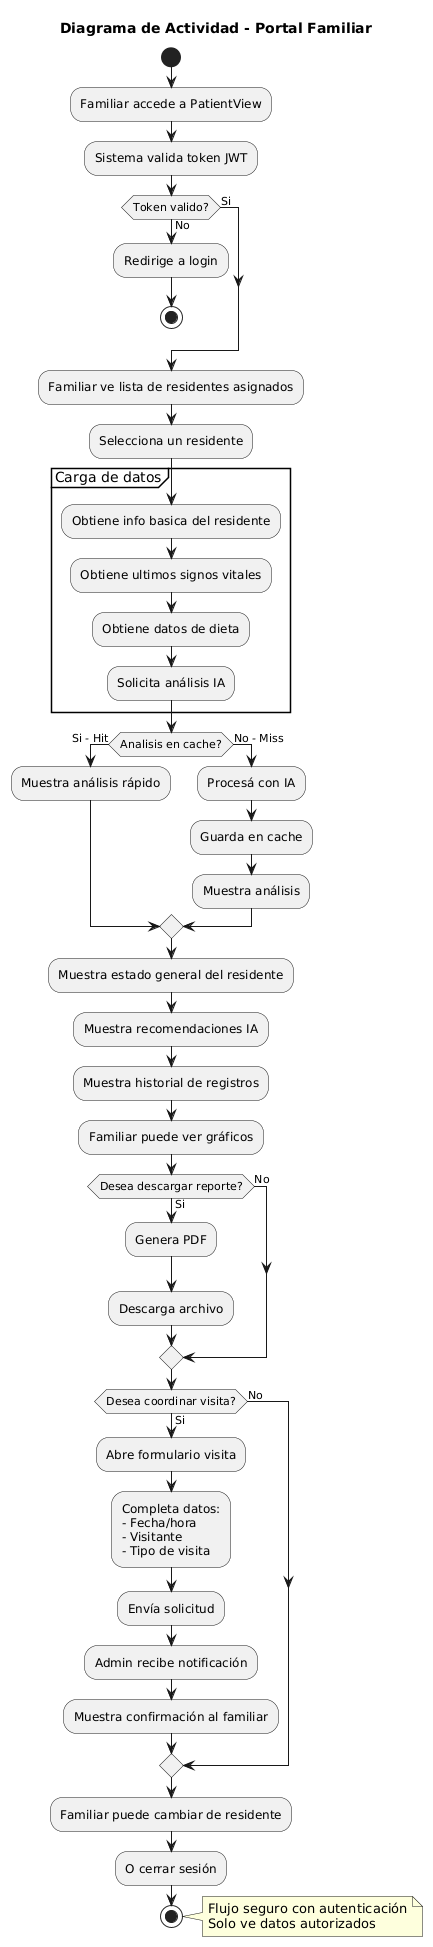 Diagrama de Actividad - Portal Familiar
Familiar accede a PatientView
Sistema valida token JWT
Token valido?
Si
No
Redirige a login
Familiar ve lista de residentes asignados
Selecciona un residente
Carga de datos
Obtiene info basica del residente
Obtiene ultimos signos vitales
Obtiene datos de dieta
Solicita análisis IA
Si - Hit
Analisis en cache?
No - Miss
Muestra análisis rápido
Procesá con IA
Guarda en cache
Muestra análisis
Muestra estado general del residente
Muestra recomendaciones IA
Muestra historial de registros
Familiar puede ver gráficos
Desea descargar reporte?
No
Si
Genera PDF
Descarga archivo
Desea coordinar visita?
No
Si
Abre formulario visita
Completa datos:
- Fecha/hora
- Visitante
- Tipo de visita
Envía solicitud
Admin recibe notificación
Muestra confirmación al familiar
Familiar puede cambiar de residente
O cerrar sesión
Flujo seguro con autenticación
Solo ve datos autorizados